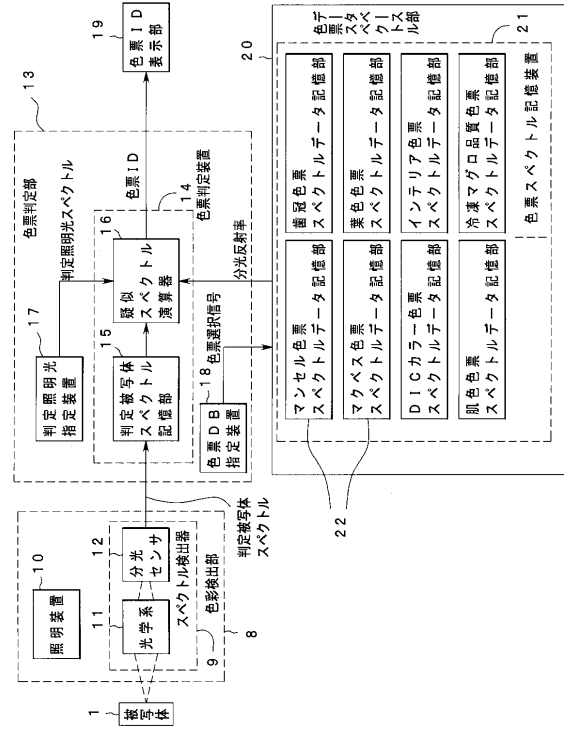 1
被写体
8
色彩検出部
10
照明装置
9
スペクトル検出器
11
光学系
12
分光
センサ
判定被写体
スペクトル
13
色票判定部
17
判定照明光
指定装置
判定照明光スペクトル
14
色票判定装置
15
判定被写体
スペクトル
記憶部
16
疑似
スペクトル
演算器
色票ID
19
色票ID
表示部
18
色票DB
指定装置
色票選択信号
分光反射率
20
色票スペクトル
データベース部
21
色票スペクトル記憶装置
22
マンセル色票
スペクトルデータ記憶部
マクベス色票
スペクトルデータ記憶部
DICカラー色票
スペクトルデータ記憶部
肌色色票
スペクトルデータ記憶部
歯冠色票
スペクトルデータ記憶部
葉色色票
スペクトルデータ記憶部
インテリア色票
スペクトルデータ記憶部
冷凍マグロ品質色票
スペクトルデータ記憶部